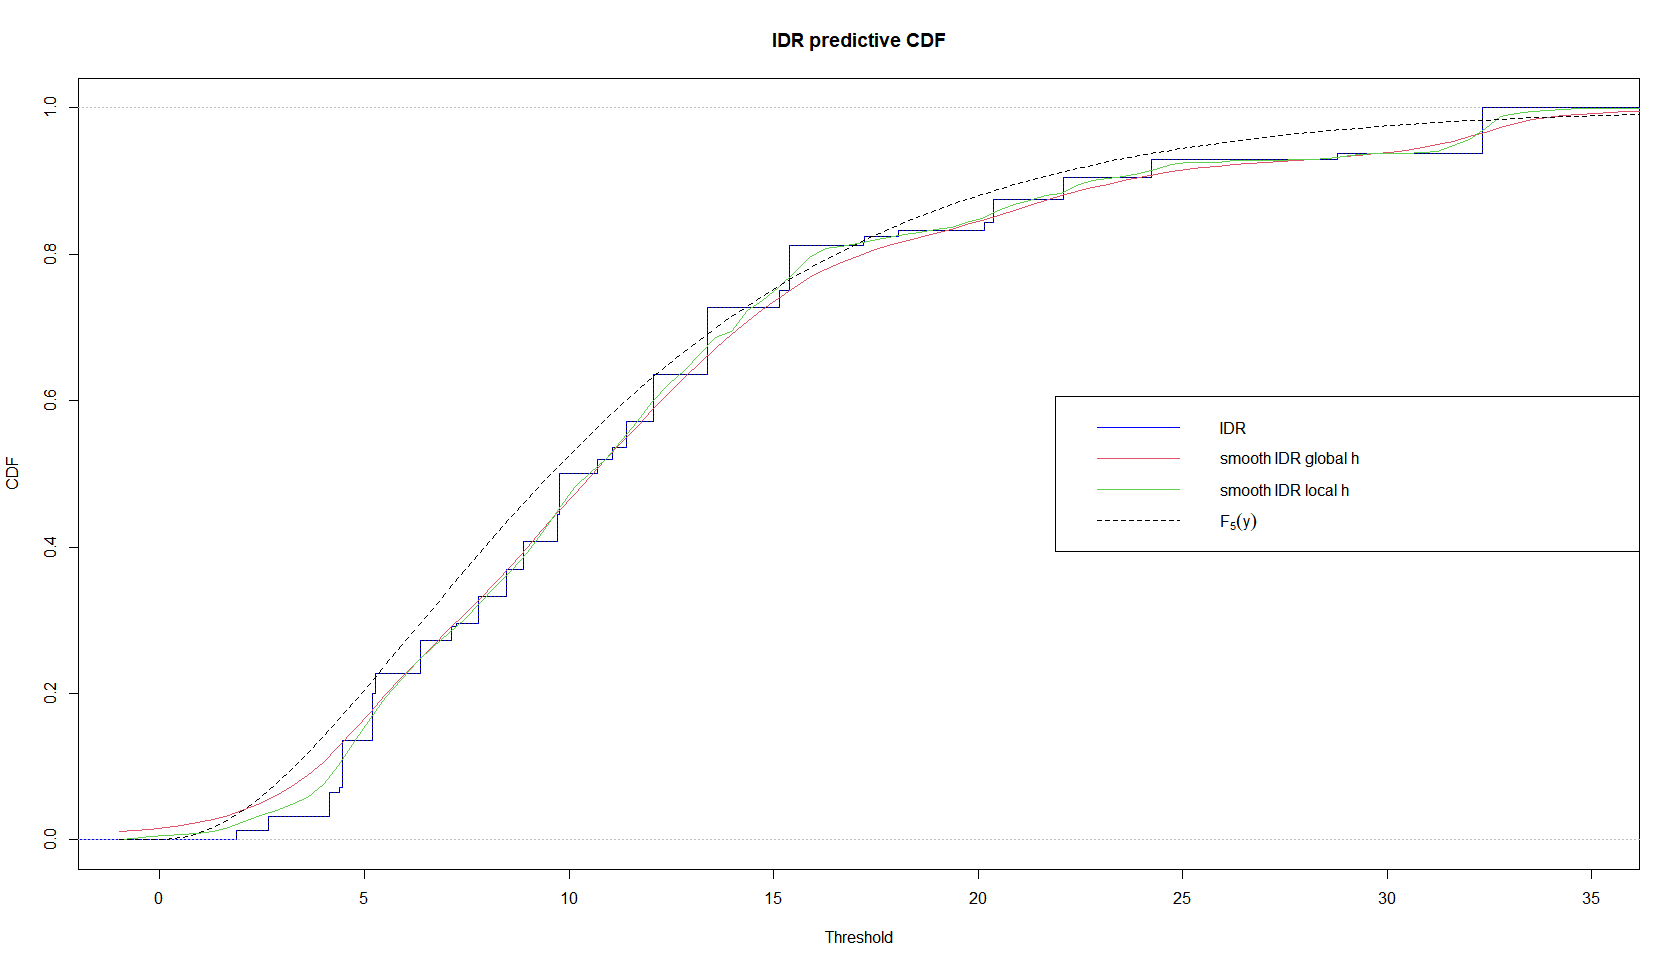 IDR predictive CDF
CDF
0.0
0.2
0.4
0.6
0.8
1.0
IDR
smooth IDR global h
smooth IDR local h
F5(y)
0
5
10
15
20
25
30
35
Threshold